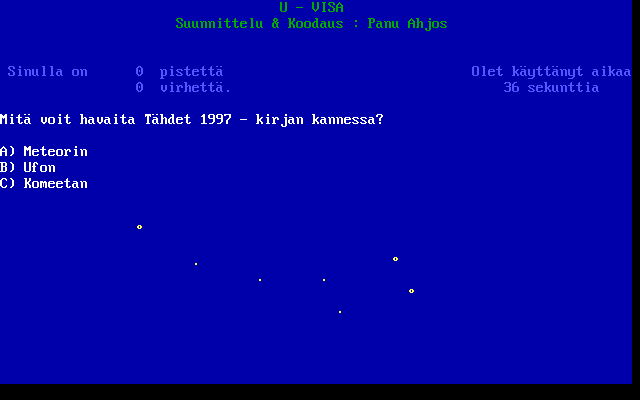 U - VISA
Suunnittelu & Koodaus : Panu Ahjos
Sinulla on 0 pistettä Olet käyttänyt aikaa
0 virhettä. 36 sekunttia
Mitä voit havaita Tähdet 1997 - kirjan kannessa?
A) Meteorin
B) Ufon
C) Komeetan